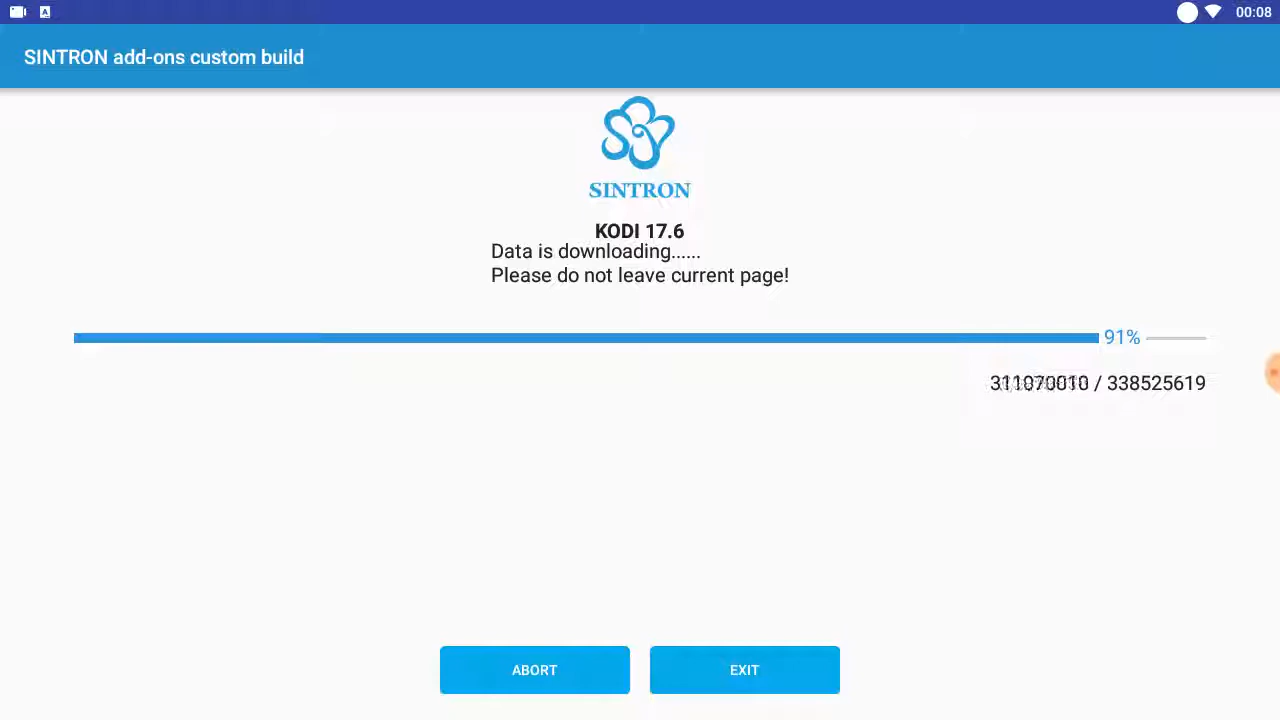 00:08
SINTRON add-ons custom build
SINTRON
KODI 17.6
Data is downloading......
Please do not leave current page!
91%
/ 338525619
ABORT
EXIT